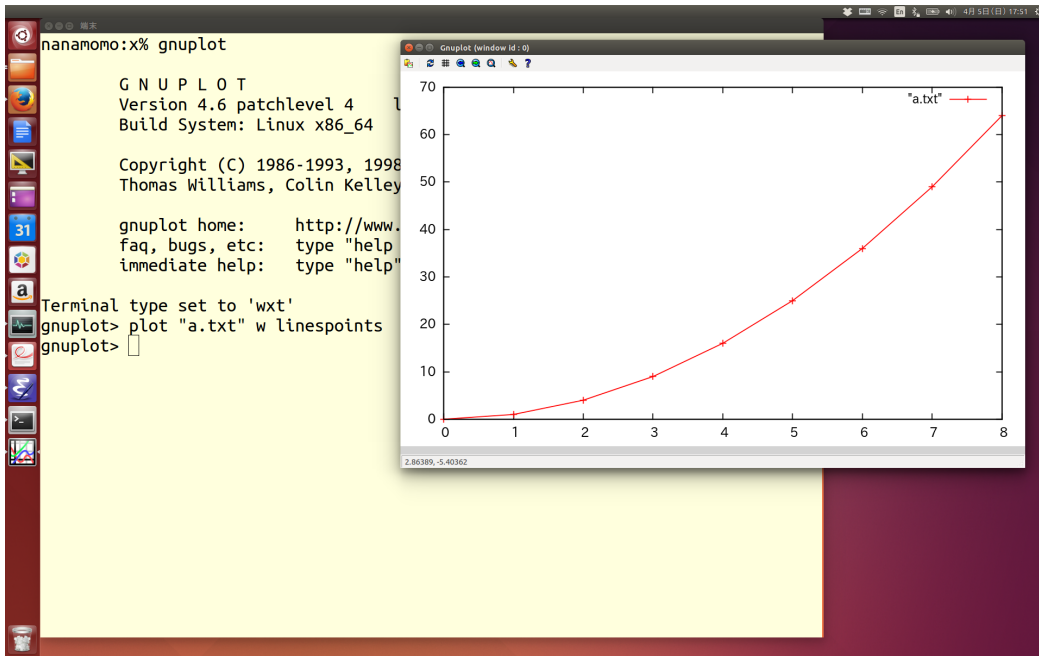 4月 5日(日) 17:51
En
端末
nanamomo:x% gnuplot
G N U P L O T
Version 4.6 patchlevel 4 l
Build System: Linux x86_64
Copyright (C) 1986-1993, 1998
Thomas Williams, Colin Kelley
gnuplot home: http://www.
faq, bugs, etc: type "help
immediate help: type "help"
Terminal type set to 'wxt'
gnuplot> plot "a.txt" w linespoints
gnuplot>
31
a
>_
Gnuplot (window id : 0)
"a.txt"
70
60
50
40
30
20
10
0
0 1 2 3 4 5 6 7 8
2.86389, -5.40362